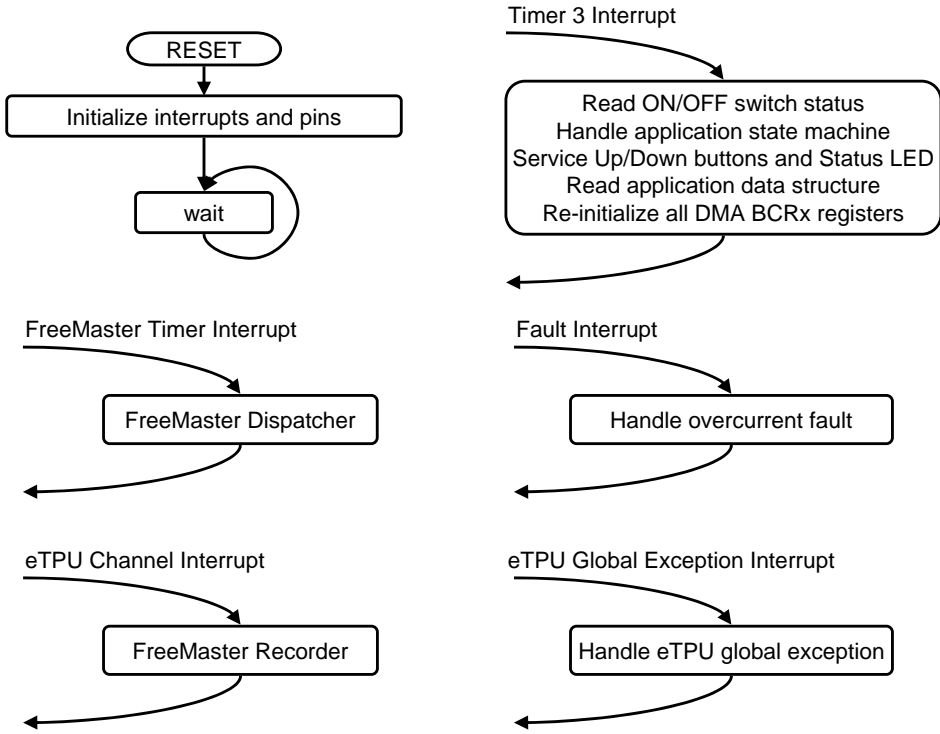 RESET
Initialize interrupts and pins
wait
Timer 3 Interrupt
Read ON/OFF switch status
Handle application state machine
Service Up/Down buttons and Status LED
Read application data structure
Re-initialize all DMA BCRx registers
FreeMaster Timer Interrupt
FreeMaster Dispatcher
Fault Interrupt
Handle overcurrent fault
eTPU Channel Interrupt
FreeMaster Recorder
eTPU Global Exception Interrupt
Handle eTPU global exception